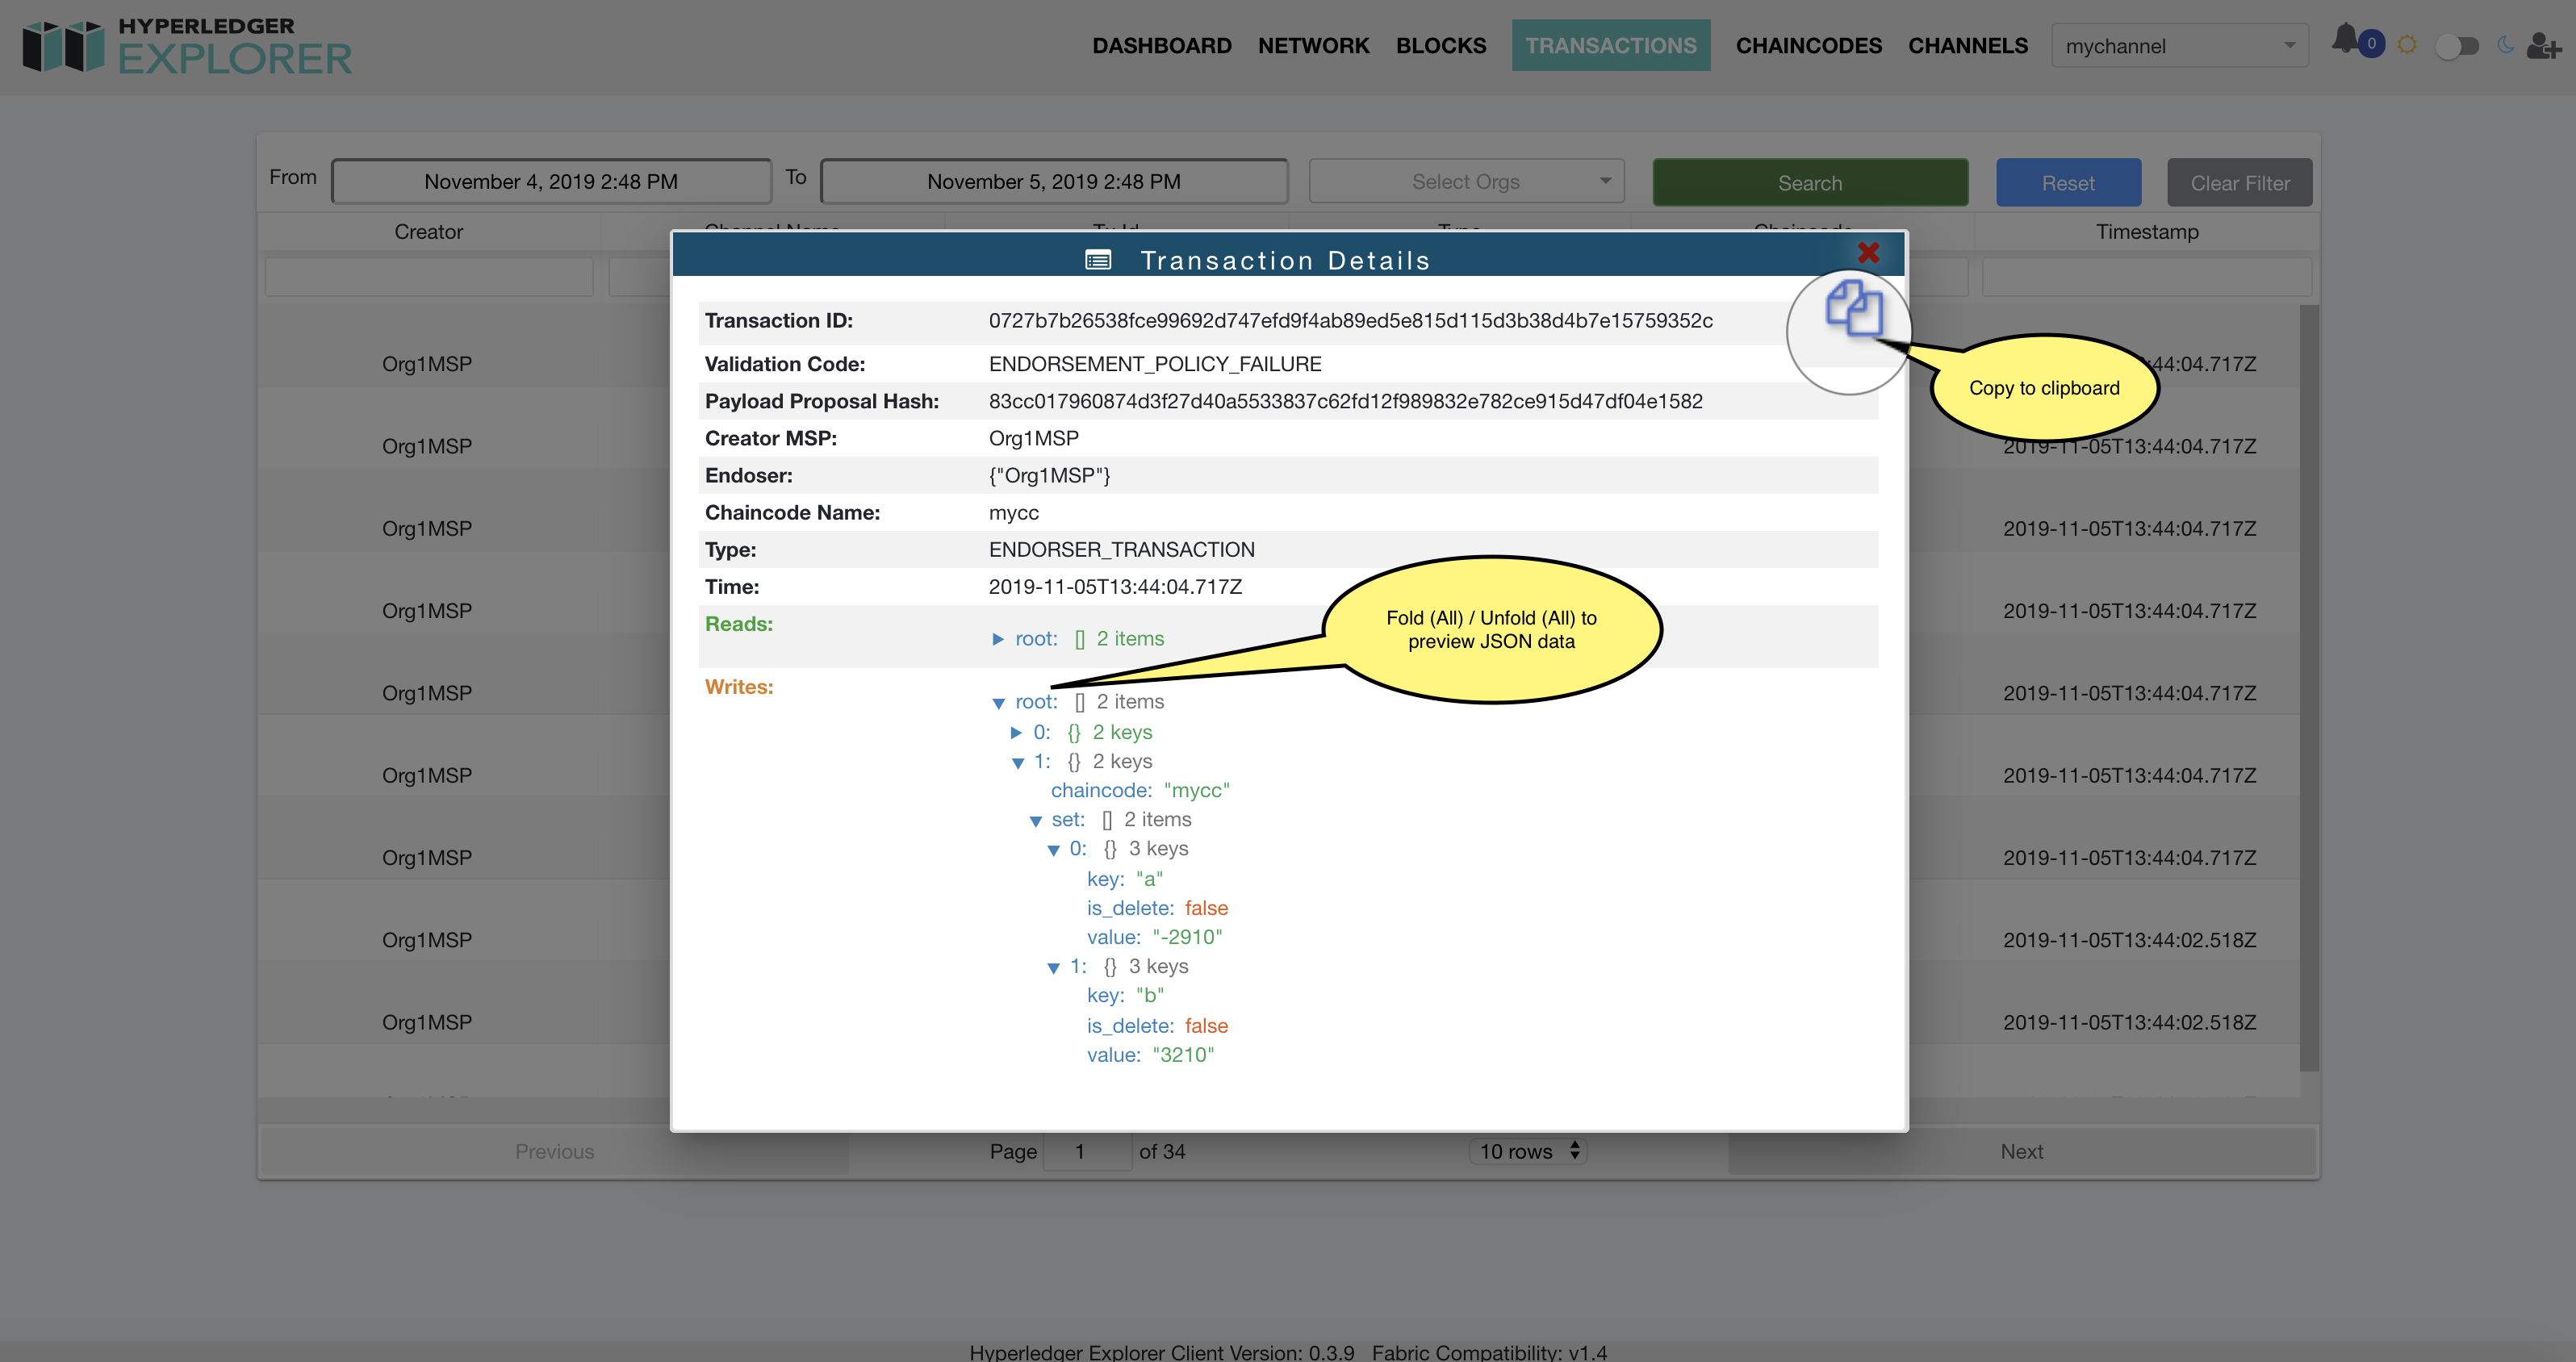 HYPERLEDGER
EXPLORER
DASHBOARD NETWORK BLOCKS TRANSACTIONS CHAINCODES CHANNELS mychannel 0
From November 4, 2019 2:48 PM To November 5, 2019 2:48 PM Select Orgs Search Reset Clear Filter
Creator Channel Name Tx Id Type Chaincode Timestamp
Transaction Details
Transaction ID: 0727b7b26538fce99692d747efd9f4ab89ed5e815d115d3b38d4b7e15759352c
Validation Code: ENDORSEMENT_POLICY_FAILURE
Payload Proposal Hash: 83cc017960874d3f27d40a5533837c62fd12f989832e782ce915d47df04e1582
Creator MSP: Org1MSP
Endoser: {"Org1MSP"}
Chaincode Name: mycc
Type: ENDORSER_TRANSACTION
Time: 2019-11-05T13:44:04.717Z
Reads: root: [] 2 items
Writes: root: [] 2 items
0: {} 2 keys
1: {} 2 keys
chaincode: "mycc"
set: [] 2 items
0: {} 3 keys
key: "a"
is_delete: false
value: "-2910"
1: {} 3 keys
key: "b"
is_delete: false
value: "3210"
Copy to clipboard
Fold (All) / Unfold (All) to
preview JSON data
Org1MSP 44:04.717Z
Org1MSP 2019-11-05T13:44:04.717Z
Org1MSP 2019-11-05T13:44:04.717Z
Org1MSP 2019-11-05T13:44:04.717Z
Org1MSP 2019-11-05T13:44:04.717Z
Org1MSP 2019-11-05T13:44:04.717Z
Org1MSP 2019-11-05T13:44:04.717Z
Org1MSP 2019-11-05T13:44:02.518Z
Org1MSP 2019-11-05T13:44:02.518Z
Previous Page 1 of 34 10 rows Next
Hyperledger Explorer Client Version: 0.3.9 Fabric Compatibility: v1.4